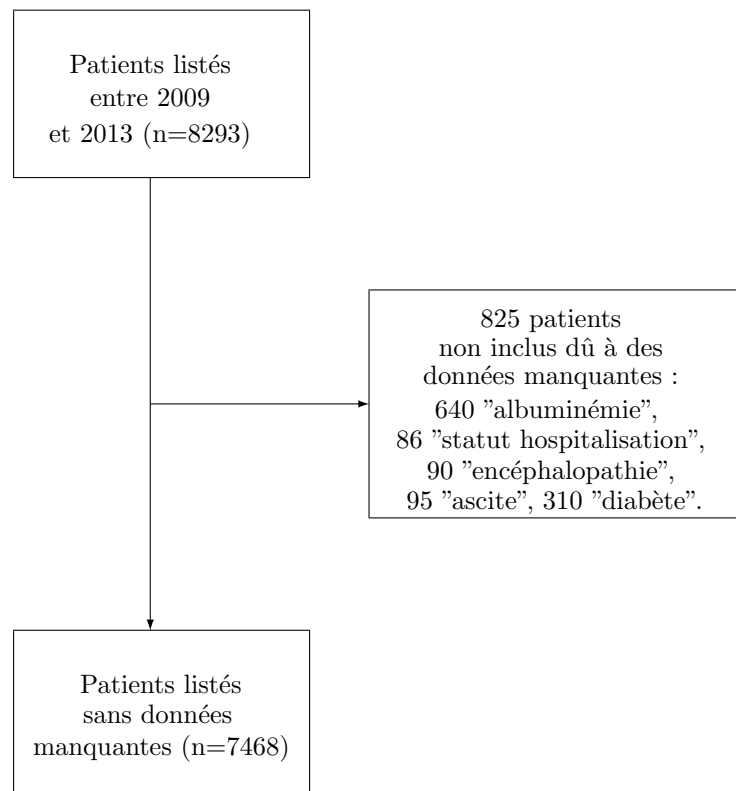 Patients listés
entre 2009
et 2013 (n=8293)
825 patients
non inclus dû à des
données manquantes :
640 ”albuminémie”,
86 ”statut hospitalisation”,
90 ”encéphalopathie”,
95 ”ascite”, 310 ”diabète”.
Patients listés
sans données
manquantes (n=7468)